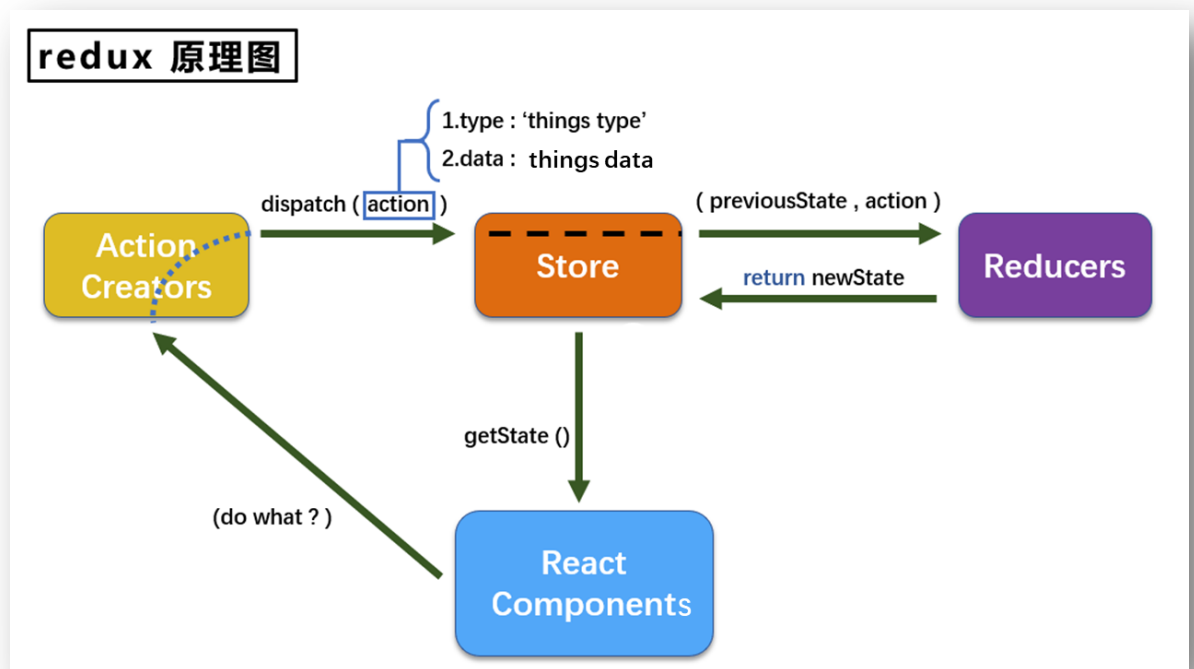 redux 原理图
1.type : ‘things type’
2.data : things data
dispatch ( action )
( previousState , action )
Action
Creators
Store
Reducers
return newState
getState ()
(do what ? )
React
Components